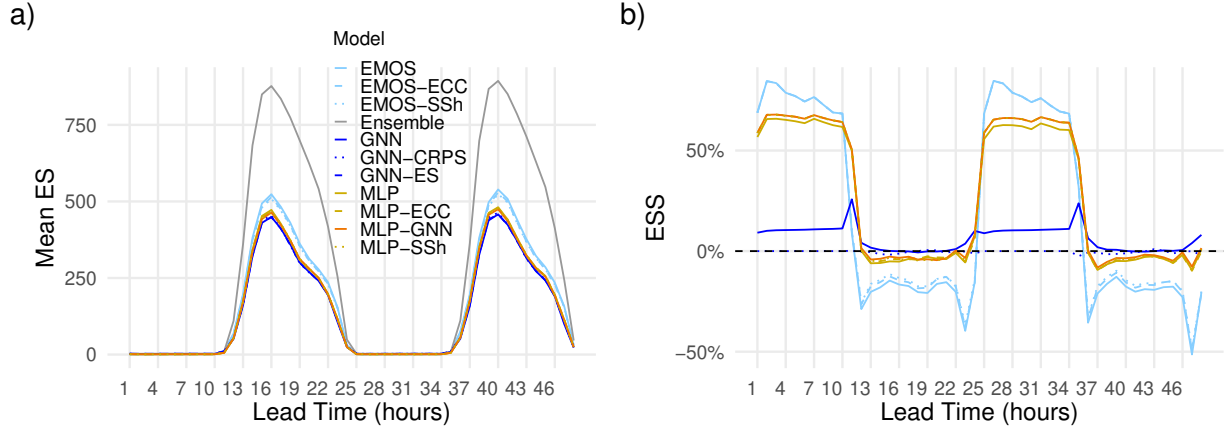 a)
Model
EMOS
EMOS−ECC
EMOS−SSh
Ensemble
GNN
GNN−CRPS
GNN−ES
MLP
MLP−ECC
MLP−GNN
MLP−SSh
Mean ES
750
500
250
0
1 4 7 10 13 16 19 22 25 28 31 34 37 40 43 46
Lead Time (hours)
b)
ESS
50%
0%
−50%
1 4 7 10 13 16 19 22 25 28 31 34 37 40 43 46
Lead Time (hours)